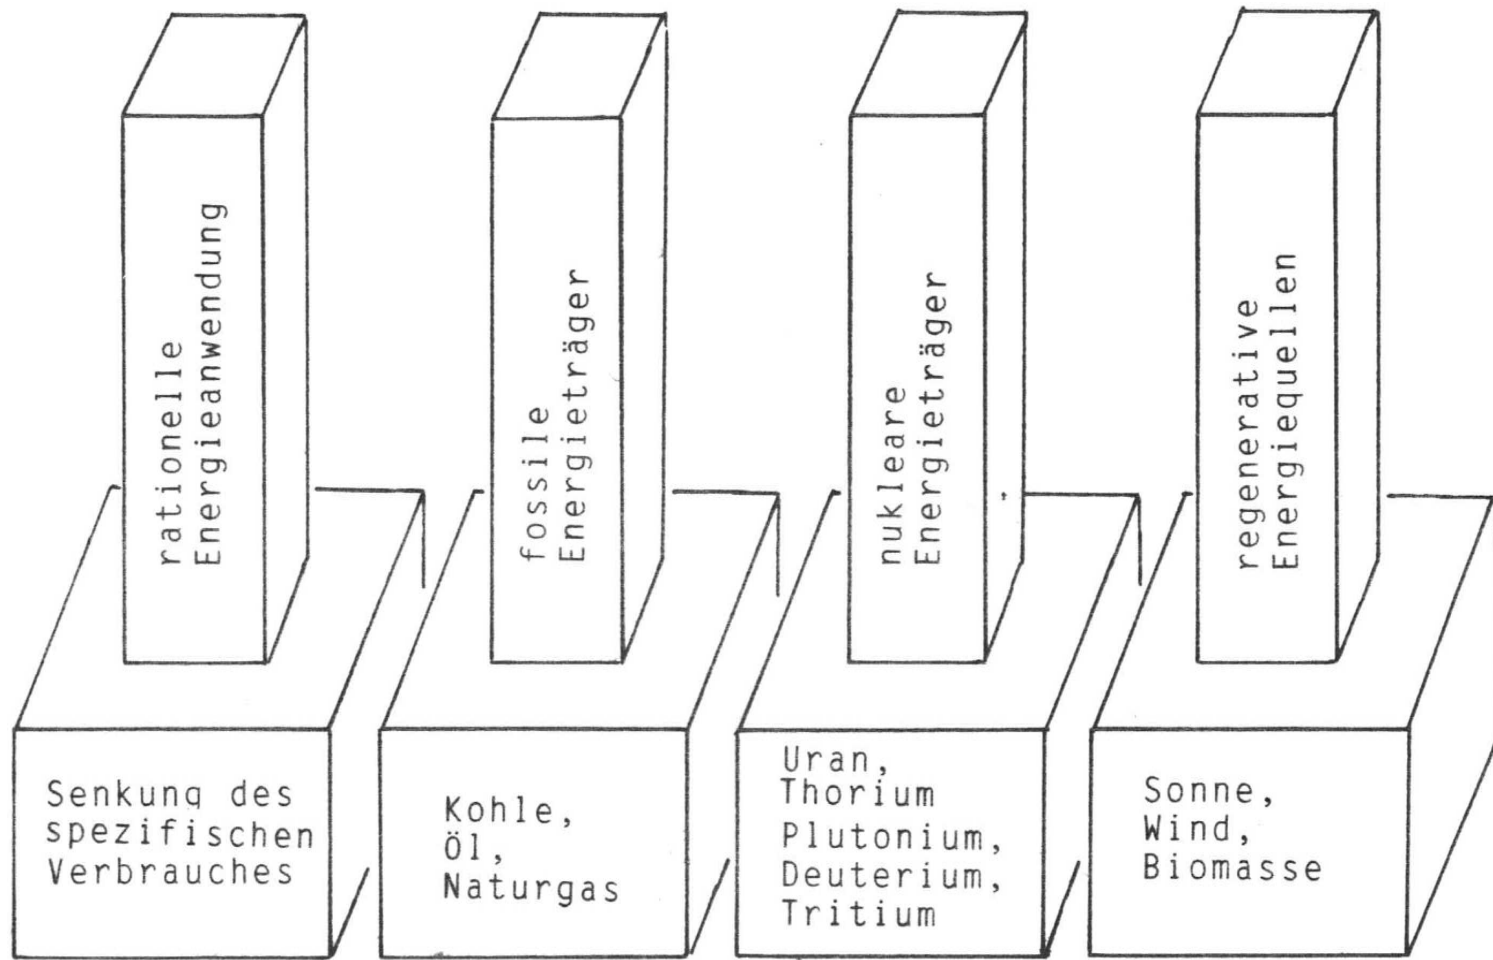 rationelle
Energieanwendung
fossile
Energieträger
nukleare
Energieträger
regenerative
Energiequellen
Senkung des
spezifischen
Verbrauches
Kohle,
Öl,
Naturgas
Uran,
Thorium
Plutonium,
Deuterium,
Tritium
Sonne,
Wind,
Biomasse